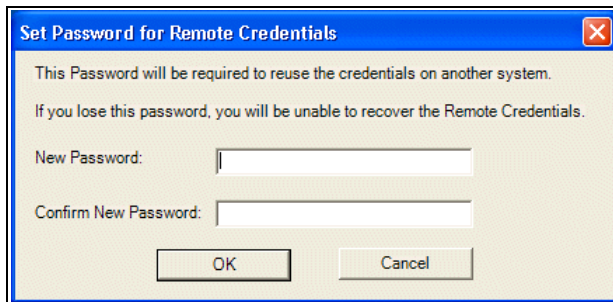 Set Password for Remote Credentials
This Password will be required to reuse the credentials on another system.
If you lose this password, you will be unable to recover the Remote Credentials.
New Password:
Confirm New Password:
OK Cancel